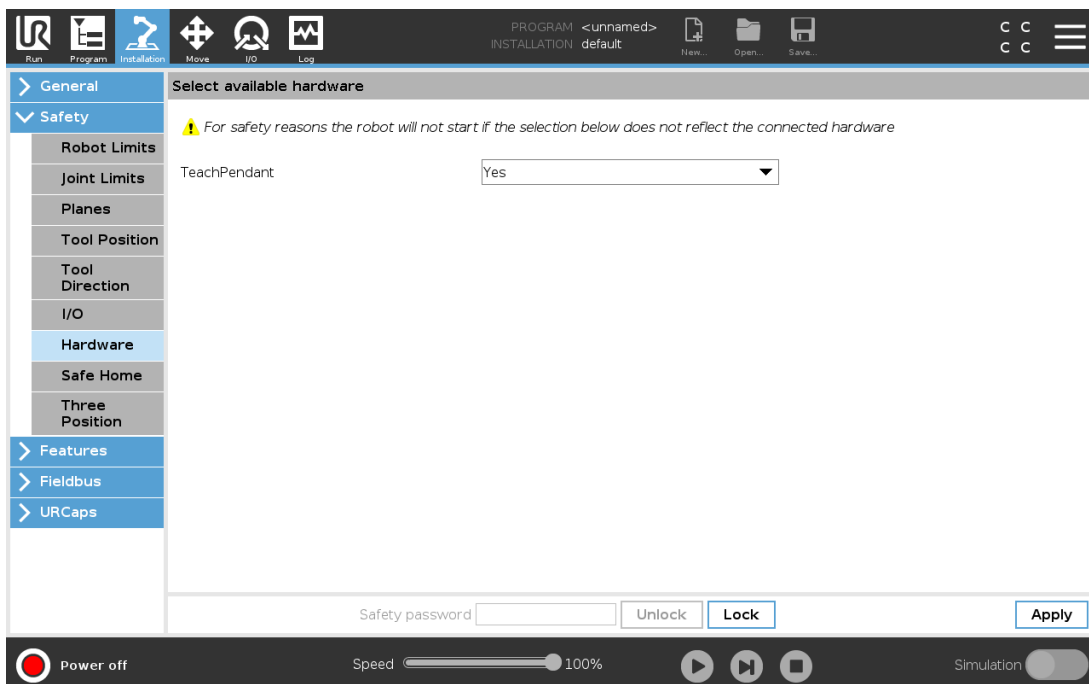 PROGRAM <unnamed>
INSTALLATION default
C C
C C
UR
Run
Program
Installation
Move
I/O
Log
New...
Open...
Save...
General
Safety
Robot Limits
Joint Limits
Planes
Tool Position
Tool
Direction
I/O
Hardware
Safe Home
Three
Position
Features
Fieldbus
URCaps
Select available hardware
For safety reasons the robot will not start if the selection below does not reflect the connected hardware
TeachPendant
Yes
Safety password
Unlock
Lock
Apply
Power off
Speed
100%
Simulation